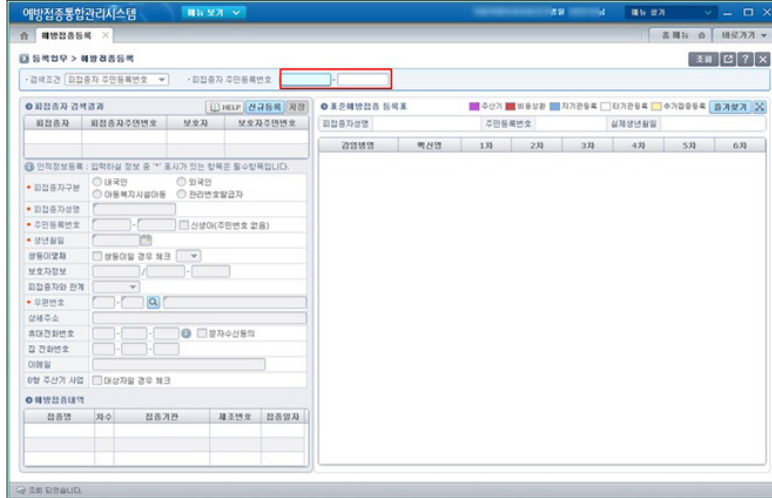 예방접종통합관리시스템 메뉴 보기 메뉴 찾기
예방접종등록 홈 메뉴 바로가기
등록업무 > 예방접종등록 조회 ?
검색조건 피접종자 주민등록번호 피접종자 주민등록번호 -
피접종자 검색결과 HELP 신규등록 저장
피접종자 피접종자주민번호 보호자 보호자주민번호
인적정보등록 : 입력하실 정보 중 '*' 표시가 있는 항목은 필수항목입니다.
피접종자구분 내국인 외국인
아동복지시설아동 관리번호발급자
피접종자성명
주민등록번호 - 신생아(주민번호 없음)
생년월일
쌍둥이몇째 쌍둥이일 경우 체크
보호자정보 / -
피접종자와 관계
우편번호 -
상세주소
휴대전화번호 - - 문자수신동의
집 전화번호 - -
이메일
B형 주산기 사업 대상자일 경우 체크
예방접종내역
접종명 차수 접종기관 제조번호 접종일자
표준예방접종 등록표 주산기 비용상환 자기관등록 타기관등록 추가접종등록 즐겨찾기
피접종자성명 주민등록번호 실제생년월일
감염병명 백신명 1차 2차 3차 4차 5차 6차
조회 되었습니다.